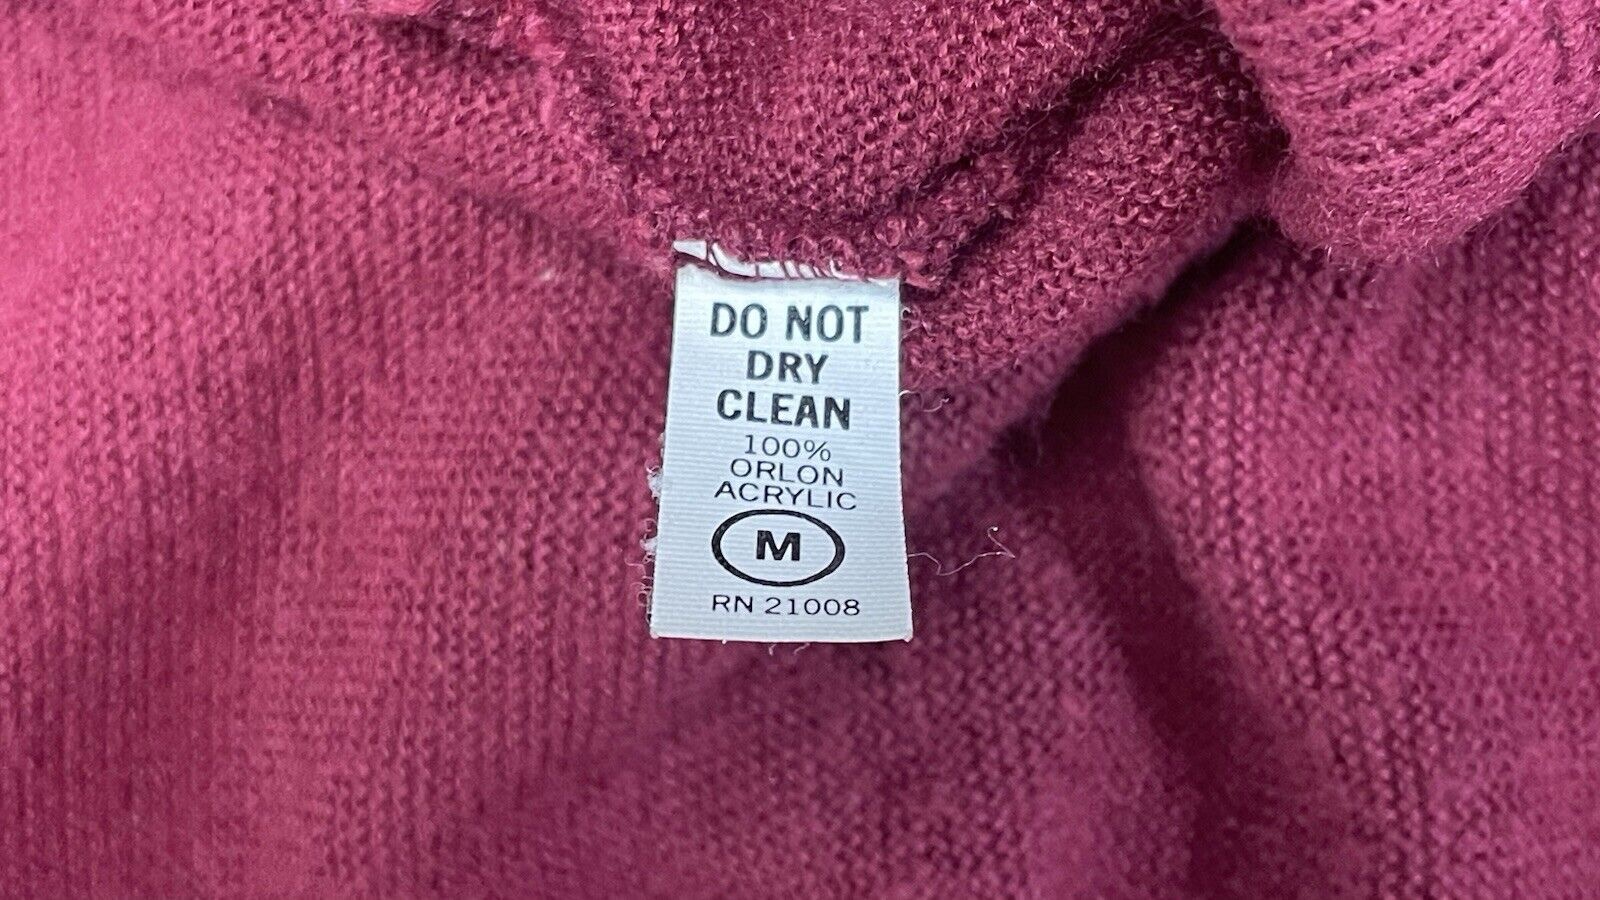 DO NOT
DRY
CLEAN
100%
ORLON
ACRYLIC
M
RN 21008